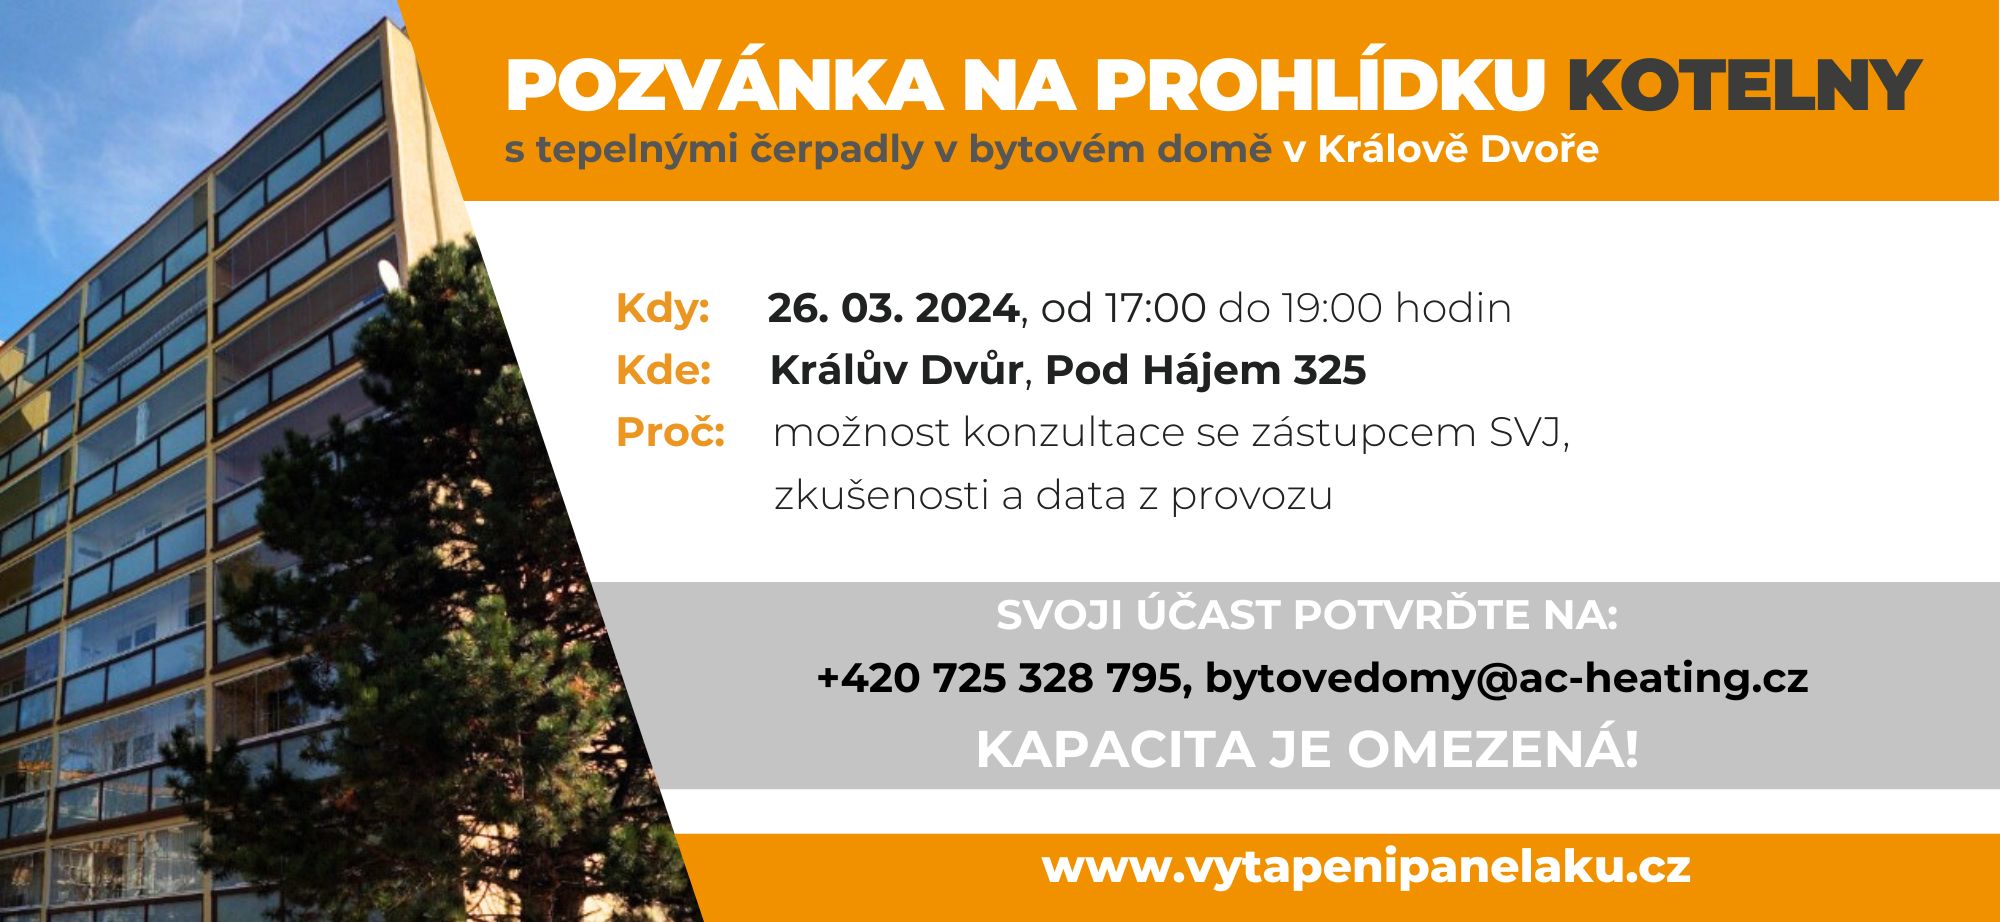 POZVÁNKA NA PROHLÍDKU KOTELNY
s tepelnými čerpadly v bytovém domě v Králově Dvoře
Kdy: 26. 03. 2024, od 17:00 do 19:00 hodin
Kde: Králův Dvůr, Pod Hájem 325
Proč: možnost konzultace se zástupcem SVJ,
zkušenosti a data z provozu
SVOJI ÚČAST POTVRĎTE NA:
+420 725 328 795, bytovedomy@ac-heating.cz
KAPACITA JE OMEZENÁ!
www.vytapenipanelaku.cz